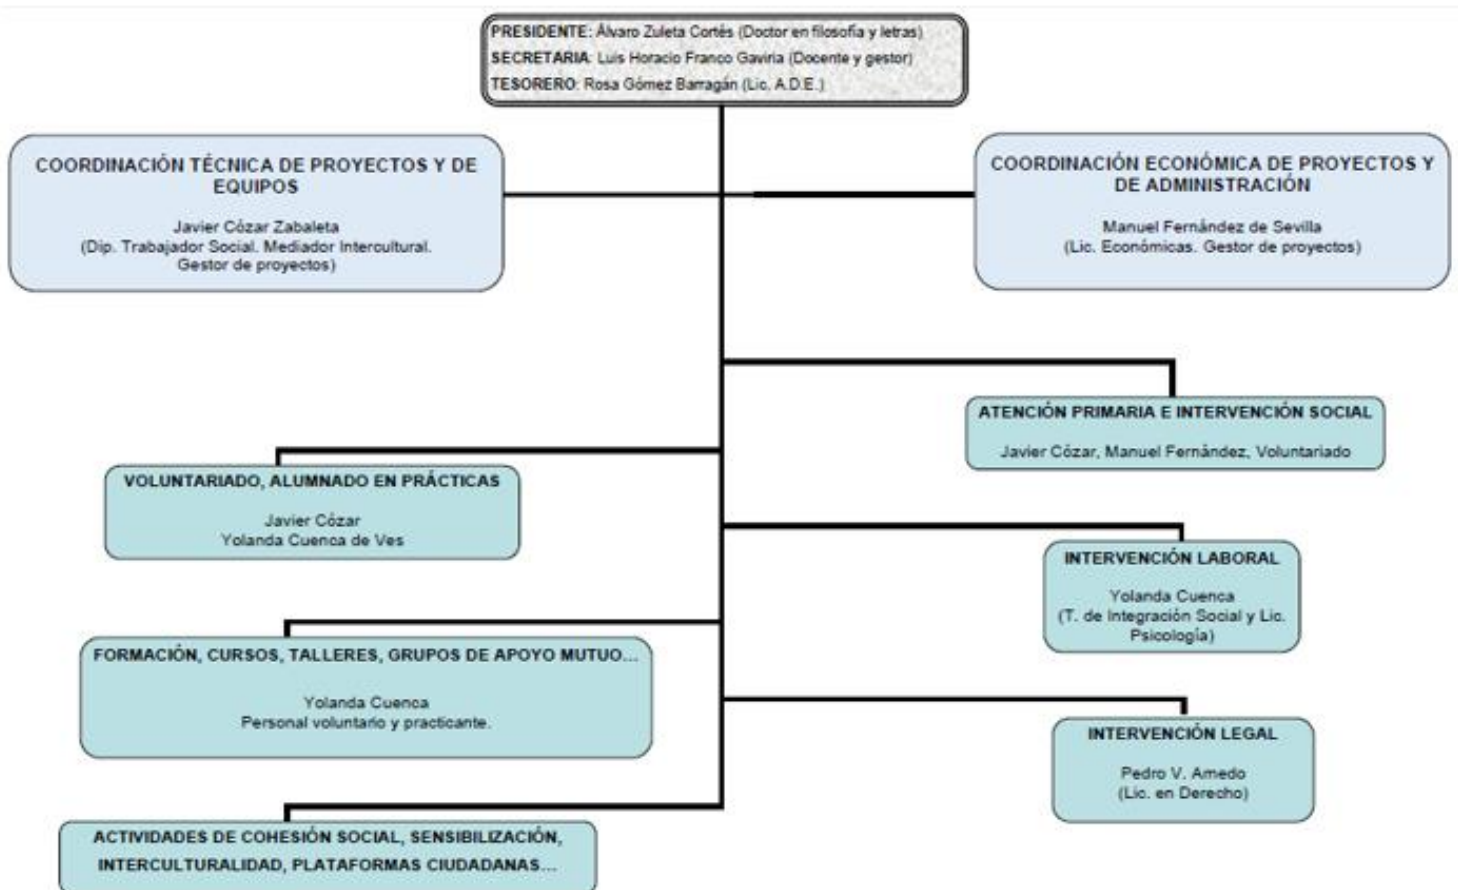 PRESIDENTE: Álvaro Zuleta Cortés (Doctor en filosofía y letras)
SECRETARIA: Luis Horacio Franco Gaviria (Docente y gestor)
TESORERO: Rosa Gómez Barragán (Lic. A.D.E.)
COORDINACIÓN TÉCNICA DE PROYECTOS Y DE
EQUIPOS
Javier Cózar Zabaleta
(Dip. Trabajador Social. Mediador Intercultural.
Gestor de proyectos)
COORDINACIÓN ECONÓMICA DE PROYECTOS Y
DE ADMINISTRACIÓN
Manuel Fernández de Sevilla
(Lic. Económicas. Gestor de proyectos)
ATENCIÓN PRIMARIA E INTERVENCIÓN SOCIAL
Javier Cózar, Manuel Fernández, Voluntariado
VOLUNTARIADO, ALUMNADO EN PRÁCTICAS
Javier Cózar
Yolanda Cuenca de Ves
INTERVENCIÓN LABORAL
Yolanda Cuenca
(T. de Integración Social y Lic.
Psicología)
FORMACIÓN, CURSOS, TALLERES, GRUPOS DE APOYO MUTUO...
Yolanda Cuenca
Personal voluntario y practicante.
INTERVENCIÓN LEGAL
Pedro V. Amedo
(Lic. en Derecho)
ACTIVIDADES DE COHESIÓN SOCIAL, SENSIBILIZACIÓN,
INTERCULTURALIDAD, PLATAFORMAS CIUDADANAS...